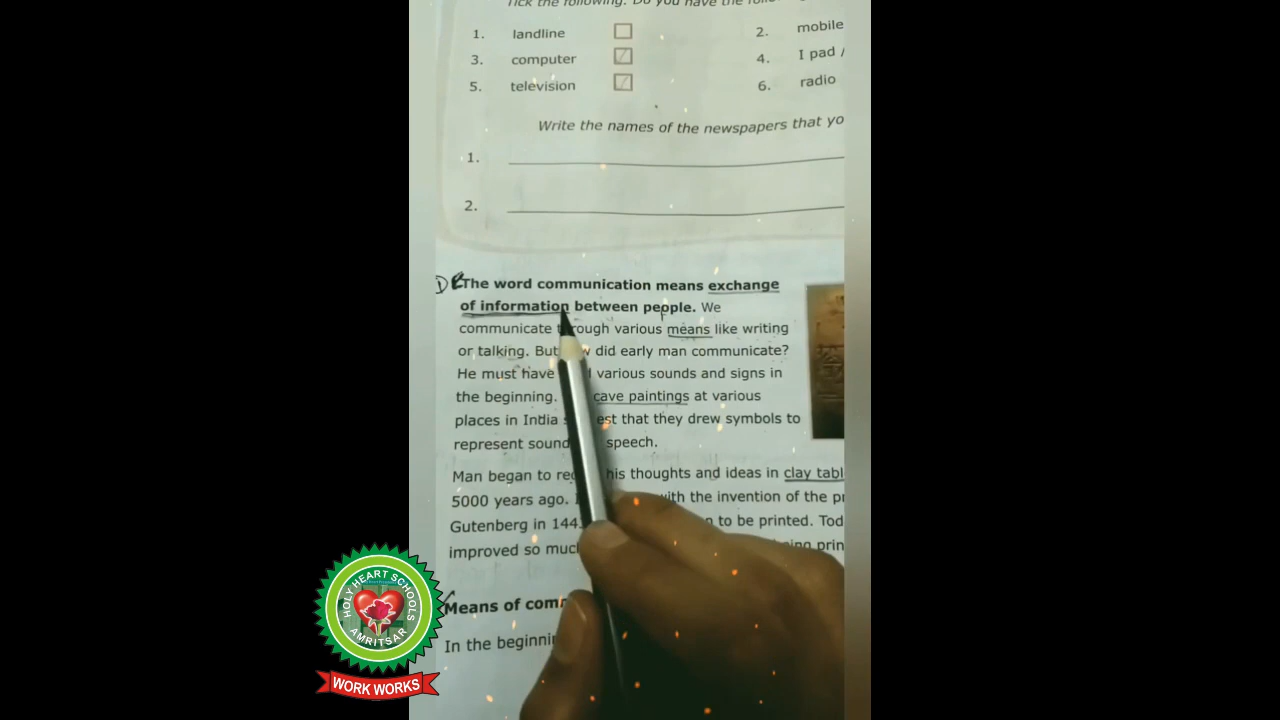 Tick the following. Do you have the
1. landline
2. mobile
3. computer
4. I pad /
5. television
6. radio
Write the names of the newspapers that yo
1.
2.
The word communication means exchange
of information between people. We
communicate through various means like writing
or talking. But did early man communicate?
He must have various sounds and signs in
the beginning. cave paintings at various
places in India that they drew symbols to
represent speech.
Man began to his thoughts and ideas in clay tabl
5000 years ago. with the invention of the pr
Gutenberg in 144 to be printed. Tod
improved so much prin
Means of com
In the beginnin
HOLY HEART SCHOOLS
AMRITSAR
WORK WORKS